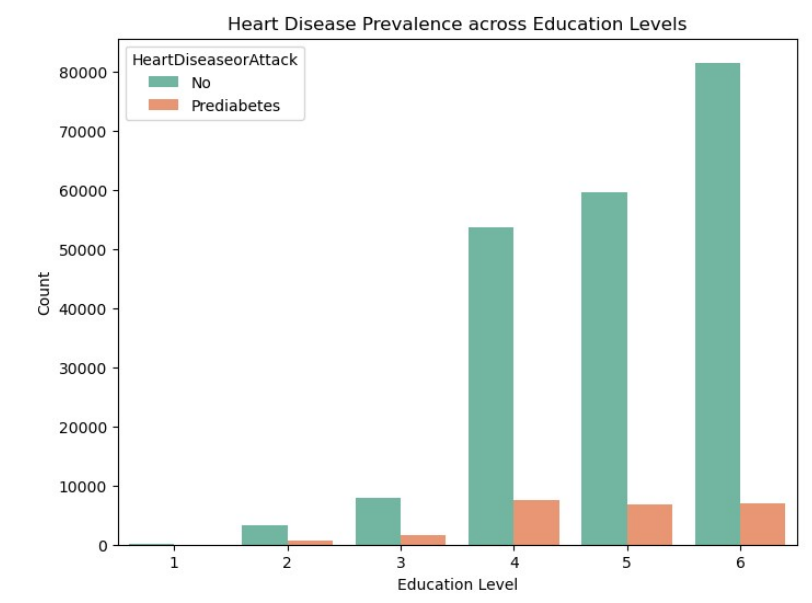 Heart Disease Prevalence across Education Levels
HeartDiseaseorAttack
No
Prediabetes
80000
70000
60000
50000
40000
30000
20000
10000
0
Count
1 2 3 4 5 6
Education Level